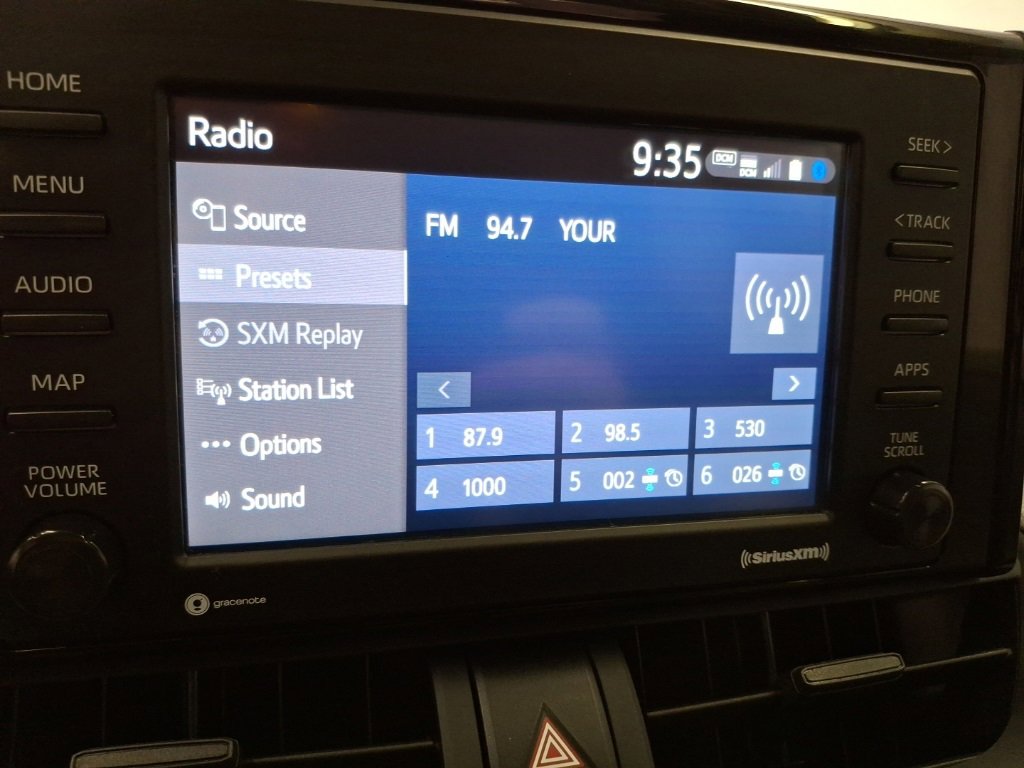 HOME
MENU
AUDIO
MAP
POWER
VOLUME
Radio
9:35
DCM
DCM
Source
Presets
SXM Replay
Station List
Options
Sound
FM 94.7 YOUR
<
>
1 87.9
2 98.5
3 530
4 1000
5 002
6 026
SEEK >
< TRACK
PHONE
APPS
TUNE
SCROLL
gracenote
((SiriusXM))